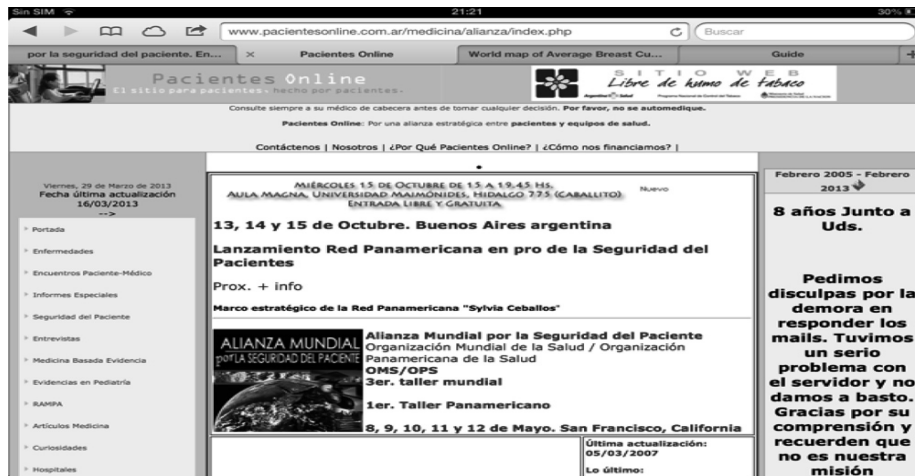 Sin SIM
21:21
30%
www.pacientesonline.com.ar/medicina/alianza/index.php
Buscar
por la seguridad del paciente. En...
Pacientes Online
World map of Average Breast Cu...
Guide
Pacientes Online
El sitio para pacientes. hecho por pacientes.
SITIO WEB
Libre de humo de tabaco
Consulte siempre a su médico de cabecera antes de tomar cualquier decisión. Por favor, no se automedique.
Pacientes Online: Por una alianza estratégica entre pacientes y equipos de salud.
Contáctenos | Nosotros | ¿Por Qué Pacientes Online? | ¿Cómo nos financiamos? |
Viernes, 29 de Marzo de 2013
Fecha última actualización
16/03/2013
-->
Portada
Enfermedades
Encuentros Paciente-Médico
Informes Especiales
Seguridad del Paciente
Entrevistas
Medicina Basada Evidencia
Evidencias en Pediatría
RAMPA
Artículos Medicina
Curiosidades
Hospitales
MIÉRCOLES 15 DE OCTUBRE DE 15 A 19,45 HS.
AULA MAGNA, UNIVERSIDAD MAIMÓNIDES, HIDALGO 775 (CABALLITO)
ENTRADA LIBRE Y GRATUITA
Nuevo
13, 14 y 15 de Octubre. Buenos Aires argentina
Lanzamiento Red Panamericana en pro de la Seguridad del
Pacientes
Prox. + info
Marco estratégico de la Red Panamericana "Sylvia Ceballos"
ALIANZA MUNDIAL
POR LA SEGURIDAD DEL PACIENTE
Alianza Mundial por la Seguridad del Paciente
Organización Mundial de la Salud / Organización
Panamericana de la Salud
OMS/OPS
3er. taller mundial
1er. Taller Panamericano
8, 9, 10, 11 y 12 de Mayo. San Francisco, California
Última actualización:
05/03/2007
Lo último:
Febrero 2005 - Febrero
2013
8 años Junto a
Uds.
Pedimos
disculpas por la
demora en
responder los
mails. Tuvimos
un serio
problema con
el servidor y no
damos a basto.
Gracias por su
comprensión y
recuerden que
no es nuestra
misión